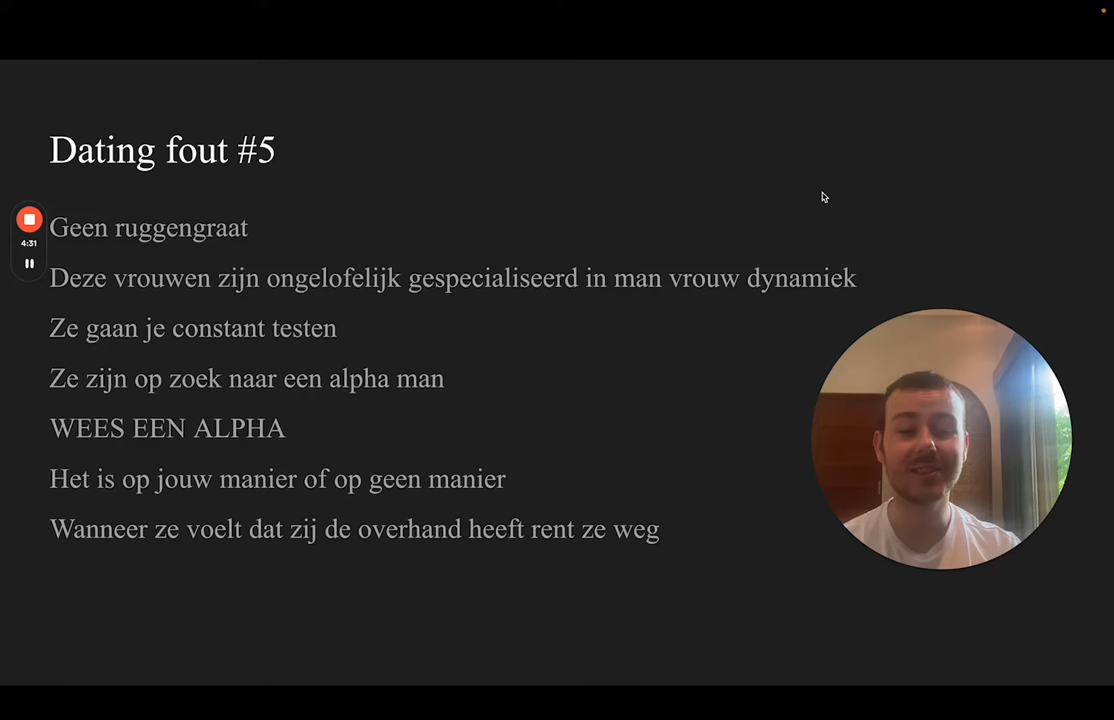 Dating fout #5
Geen ruggengraat
4:31
Deze vrouwen zijn ongelofelijk gespecialiseerd in man vrouw dynamiek
Ze gaan je constant testen
Ze zijn op zoek naar een alpha man
WEES EEN ALPHA
Het is op jouw manier of op geen manier
Wanneer ze voelt dat zij de overhand heeft rent ze weg